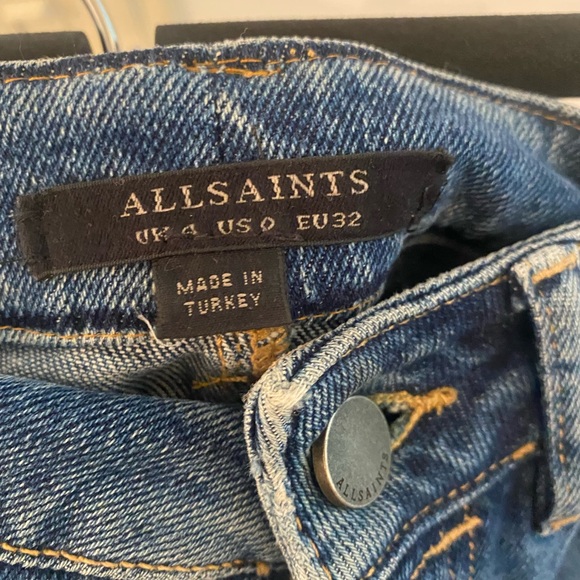 ALLSAINTS
UK 4 US 0 EU32
MADE IN
TURKEY
ALLSAINTS